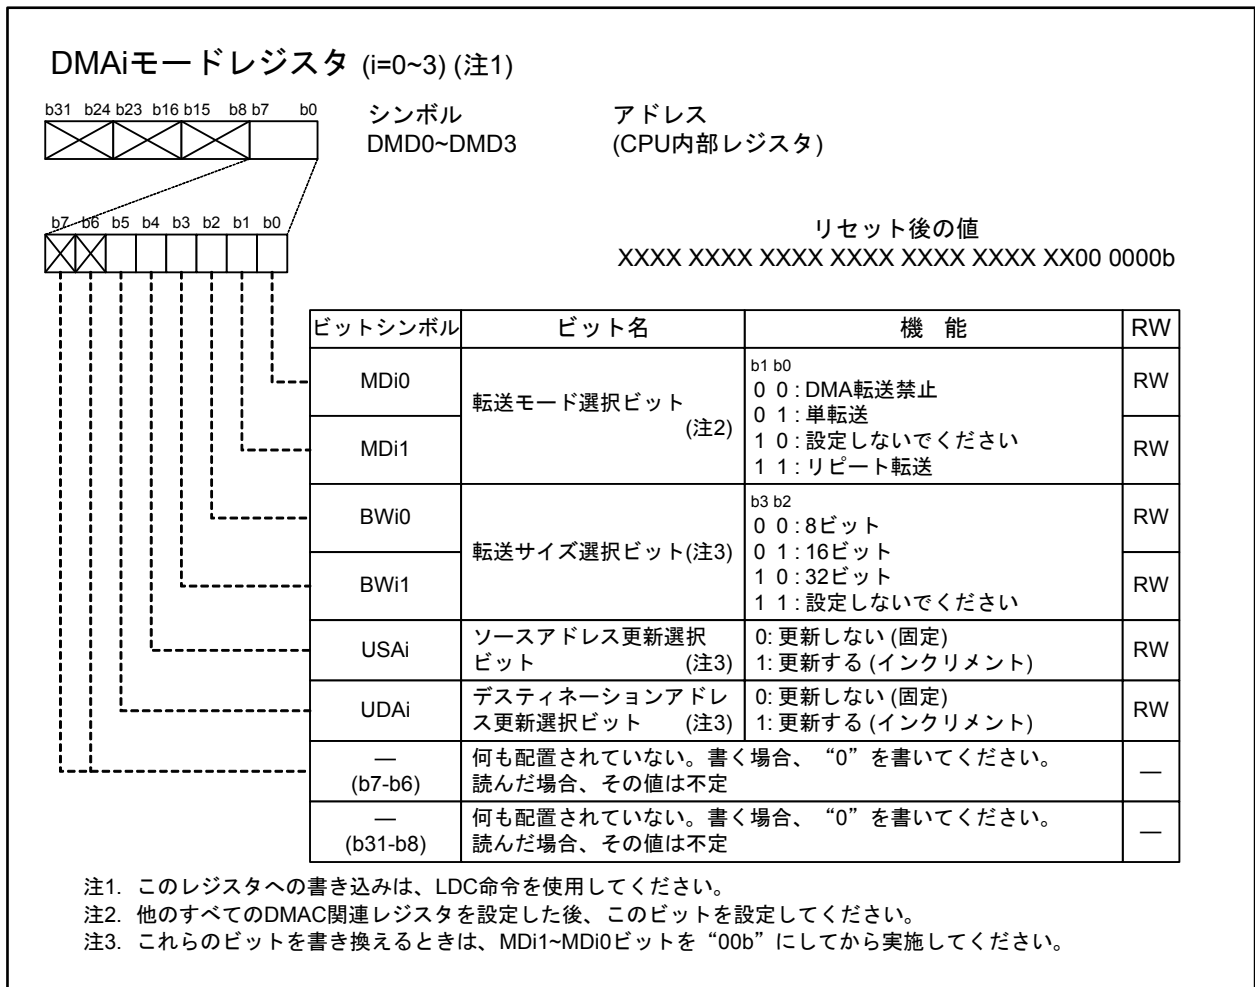 DMAiモードレジスタ (i=0~3) (注1)
b31 b24 b23 b16 b15 b8 b7 b0
シンボル アドレス
DMD0~DMD3 (CPU内部レジスタ)
b7 b6 b5 b4 b3 b2 b1 b0
リセット後の値
XXXX XXXX XXXX XXXX XXXX XXXX XX00 0000b
ビットシンボル ビット名 機 能 RW
MDi0
MDi1
転送モード選択ビット
(注2)
b1 b0
0 0 : DMA転送禁止
0 1 : 単転送
1 0 : 設定しないでください
1 1 : リピート転送
RW
RW
BWi0
BWi1
転送サイズ選択ビット(注3)
b3 b2
0 0 : 8ビット
0 1 : 16ビット
1 0 : 32ビット
1 1 : 設定しないでください
RW
RW
USAi
ソースアドレス更新選択
ビット (注3)
0: 更新しない (固定)
1: 更新する (インクリメント)
RW
UDAi
デスティネーションアドレ
ス更新選択ビット (注3)
0: 更新しない (固定)
1: 更新する (インクリメント)
RW
—
(b7-b6)
何も配置されていない。書く場合、“0”を書いてください。
読んだ場合、その値は不定
—
—
(b31-b8)
何も配置されていない。書く場合、“0”を書いてください。
読んだ場合、その値は不定
—
注1. このレジスタへの書き込みは、LDC命令を使用してください。
注2. 他のすべてのDMAC関連レジスタを設定した後、このビットを設定してください。
注3. これらのビットを書き換えるときは、MDi1~MDi0ビットを“00b”にしてから実施してください。